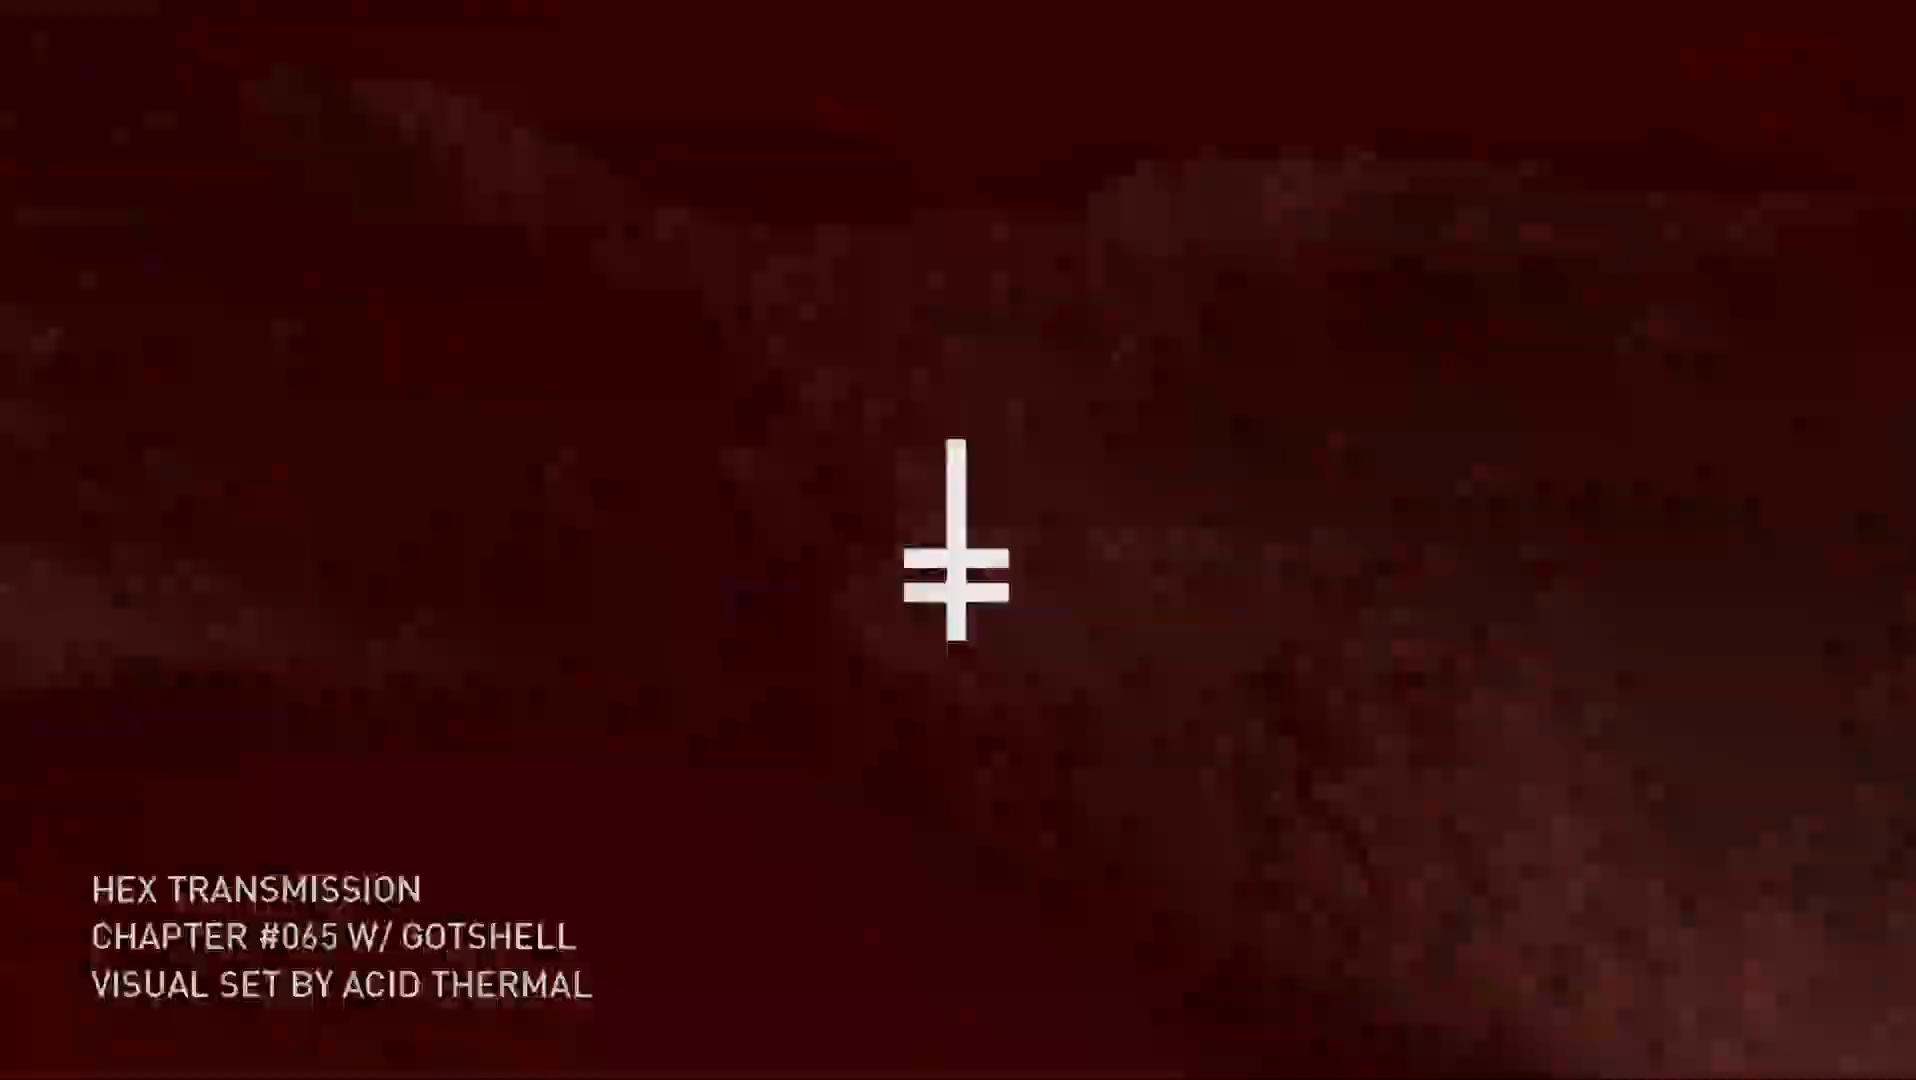 HEX TRANSMISSION
CHAPTER #065 W/ GOTSHELL
VISUAL SET BY ACID THERMAL